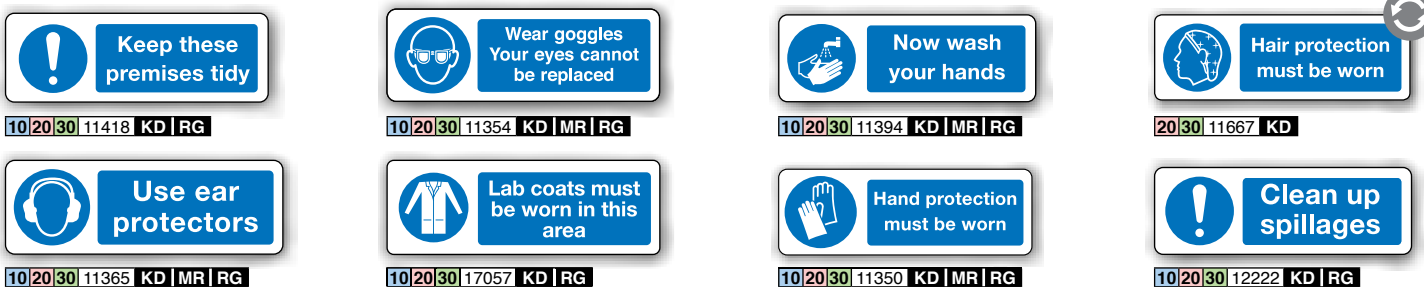 Keep these
premises tidy
10 20 30 11418 KD | RG
Wear goggles
Your eyes cannot
be replaced
10 20 30 11354 KD | MR | RG
Now wash
your hands
10 20 30 11394 KD | MR | RG
Hair protection
must be worn
20 30 11667 KD
Use ear
protectors
10 20 30 11365 KD | MR | RG
Lab coats must
be worn in this
area
10 20 30 17057 KD | RG
Hand protection
must be worn
10 20 30 11350 KD | MR | RG
Clean up
spillages
10 20 30 12222 KD | RG